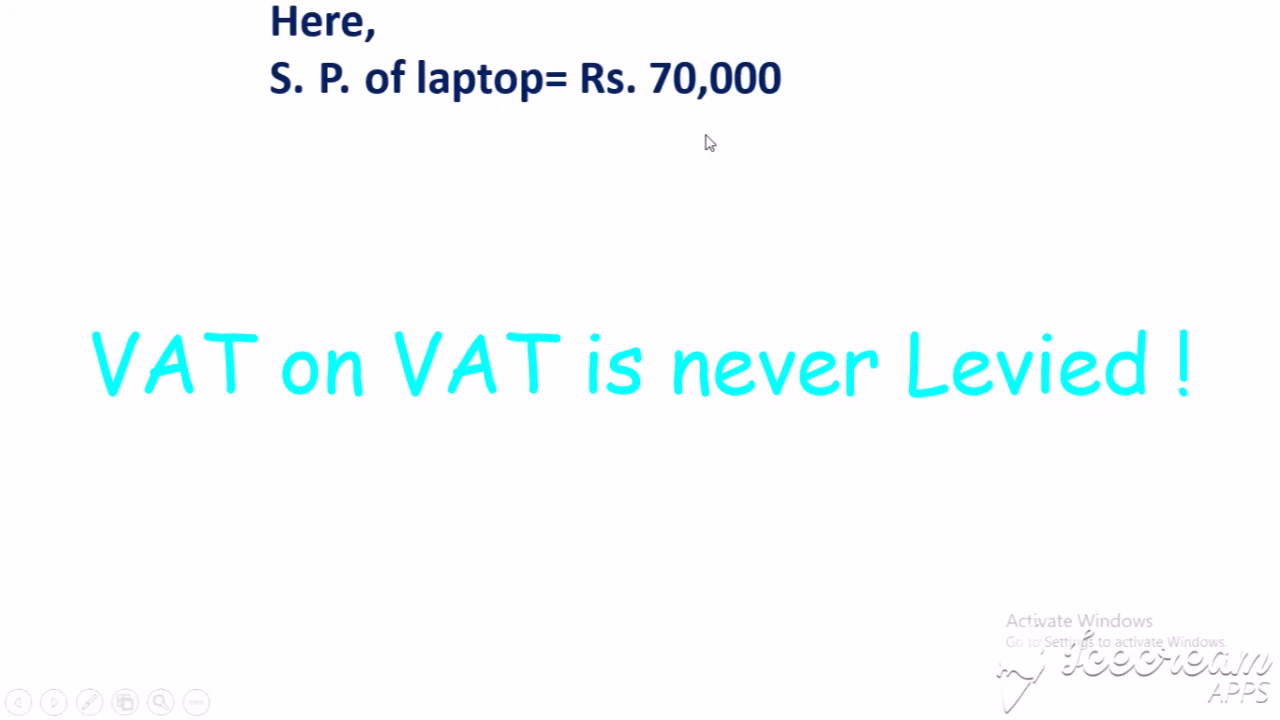 Here,
S. P. of laptop= Rs. 70,000
VAT on VAT is never Levied !
Activate Windows
Go to Settings to activate Windows.
Icecream
APPS